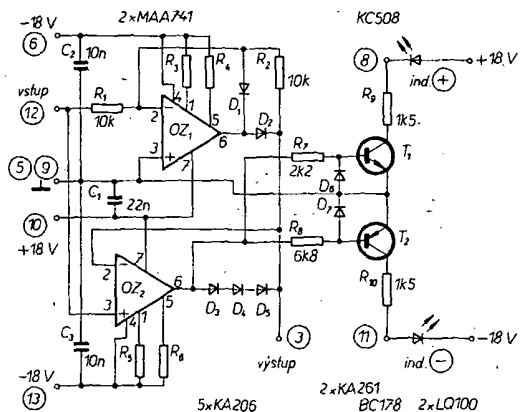 2×MAA741
KC508
-18 V
6
C2
10n
R3
R4
R2
10k
8
+18 V
ind. +
vstup
12
R1
10k
2
4
1
5
OZ1
6
D1
D2
R9
1k5
3
7
5 9
C1
22n
R7
2k2
D6
T1
10
+18 V
D7
R8
6k8
T2
7
2
OZ2
6
5
3
4
1
D3
D4
D5
R10
1k5
C3
10n
R5
R6
3
výstup
11
-18 V
ind. -
-18 V
13
5×KA206
2×KA261
BC178
2×LQ100